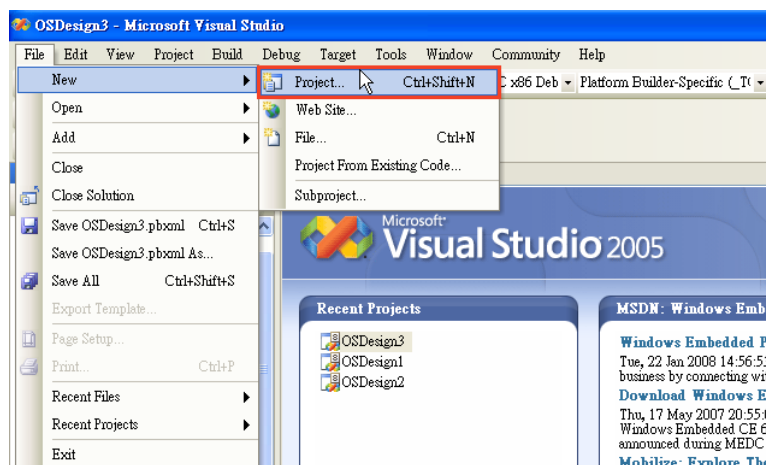 OSDesign3 - Microsoft Visual Studio
File Edit View Project Build Debug Target Tools Window Community Help
New
Project... Ctrl+Shift+N
x86 Deb
Platform Builder-Specific (_T(
Open
Web Site...
Add
File... Ctrl+N
Close
Project From Existing Code...
Close Solution
Subproject...
Save OSDesign3.pbxml Ctrl+S
Save OSDesign3.pbxml As...
Save All Ctrl+Shift+S
Export Template...
Page Setup...
Print... Ctrl+P
Recent Files
Recent Projects
Exit
Microsoft
Visual Studio 2005
Recent Projects
OSDesign3
OSDesign1
OSDesign2
MSDN: Windows Emb
Windows Embedded P
Tue, 22 Jan 2008 14:56:5
business by connecting wi
Download Windows E
Thu, 17 May 2007 20:55:
Windows Embedded CE 6
announced during MEDC
Mobilize: Explore The